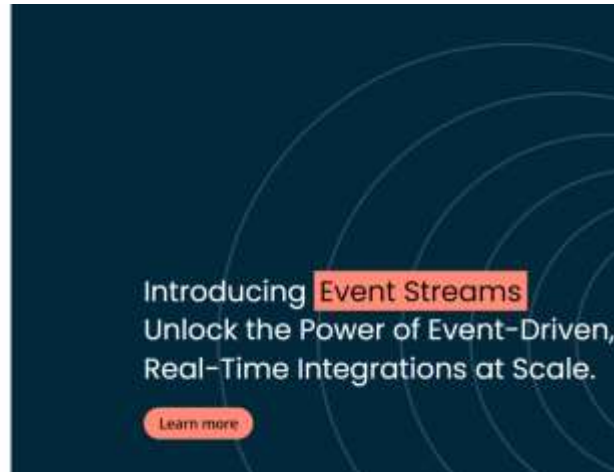 Introducing Event Streams
Unlock the Power of Event-Driven,
Real-Time Integrations at Scale.
Learn more